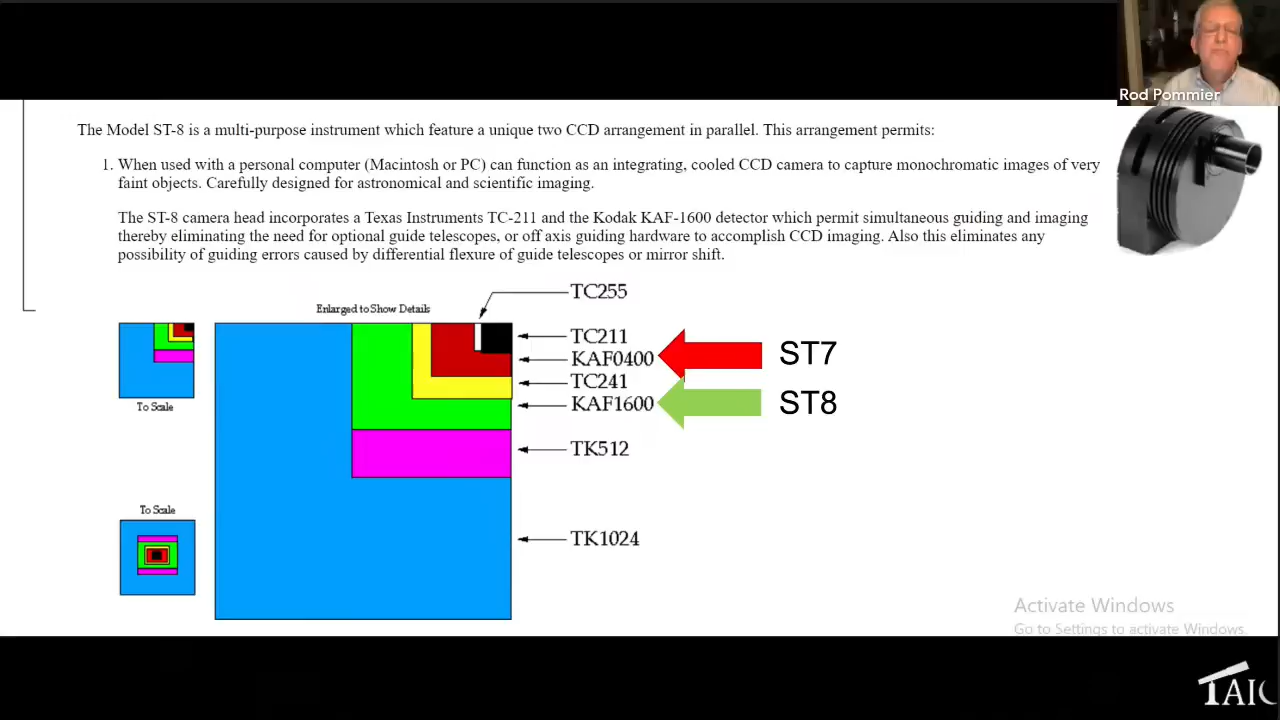 Rod Pommier
The Model ST-8 is a multi-purpose instrument which feature a unique two CCD arrangement in parallel. This arrangement permits:
1. When used with a personal computer (Macintosh or PC) can function as an integrating, cooled CCD camera to capture monochromatic images of very
faint objects. Carefully designed for astronomical and scientific imaging.
The ST-8 camera head incorporates a Texas Instruments TC-211 and the Kodak KAF-1600 detector which permit simultaneous guiding and imaging
thereby eliminating the need for optional guide telescopes, or off axis guiding hardware to accomplish CCD imaging. Also this eliminates any
possibility of guiding errors caused by differential flexure of guide telescopes or mirror shift.
TC255
Enlarged to Show Details
TC211
KAF0400
ST7
TC241
KAF1600
ST8
To Scale
TK512
To Scale
TK1024
Activate Windows
Go to Settings to activate Windows.
TAIC